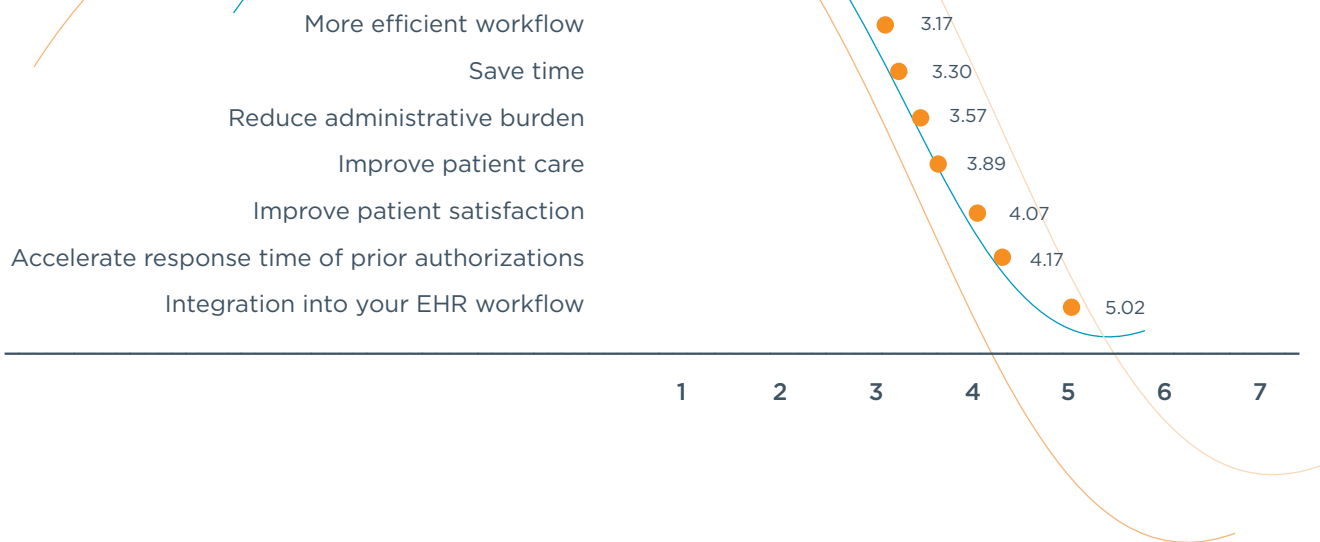 More efficient workflow 3.17
Save time 3.30
Reduce administrative burden 3.57
Improve patient care 3.89
Improve patient satisfaction 4.07
Accelerate response time of prior authorizations 4.17
Integration into your EHR workflow 5.02
1 2 3 4 5 6 7